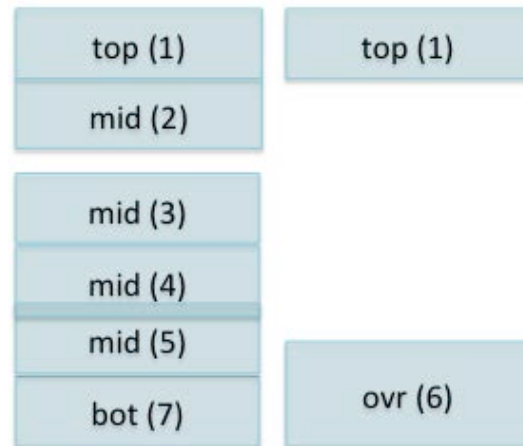 top (1)
top (1)
mid (2)
mid (3)
mid (4)
mid (5)
bot (7)
ovr (6)